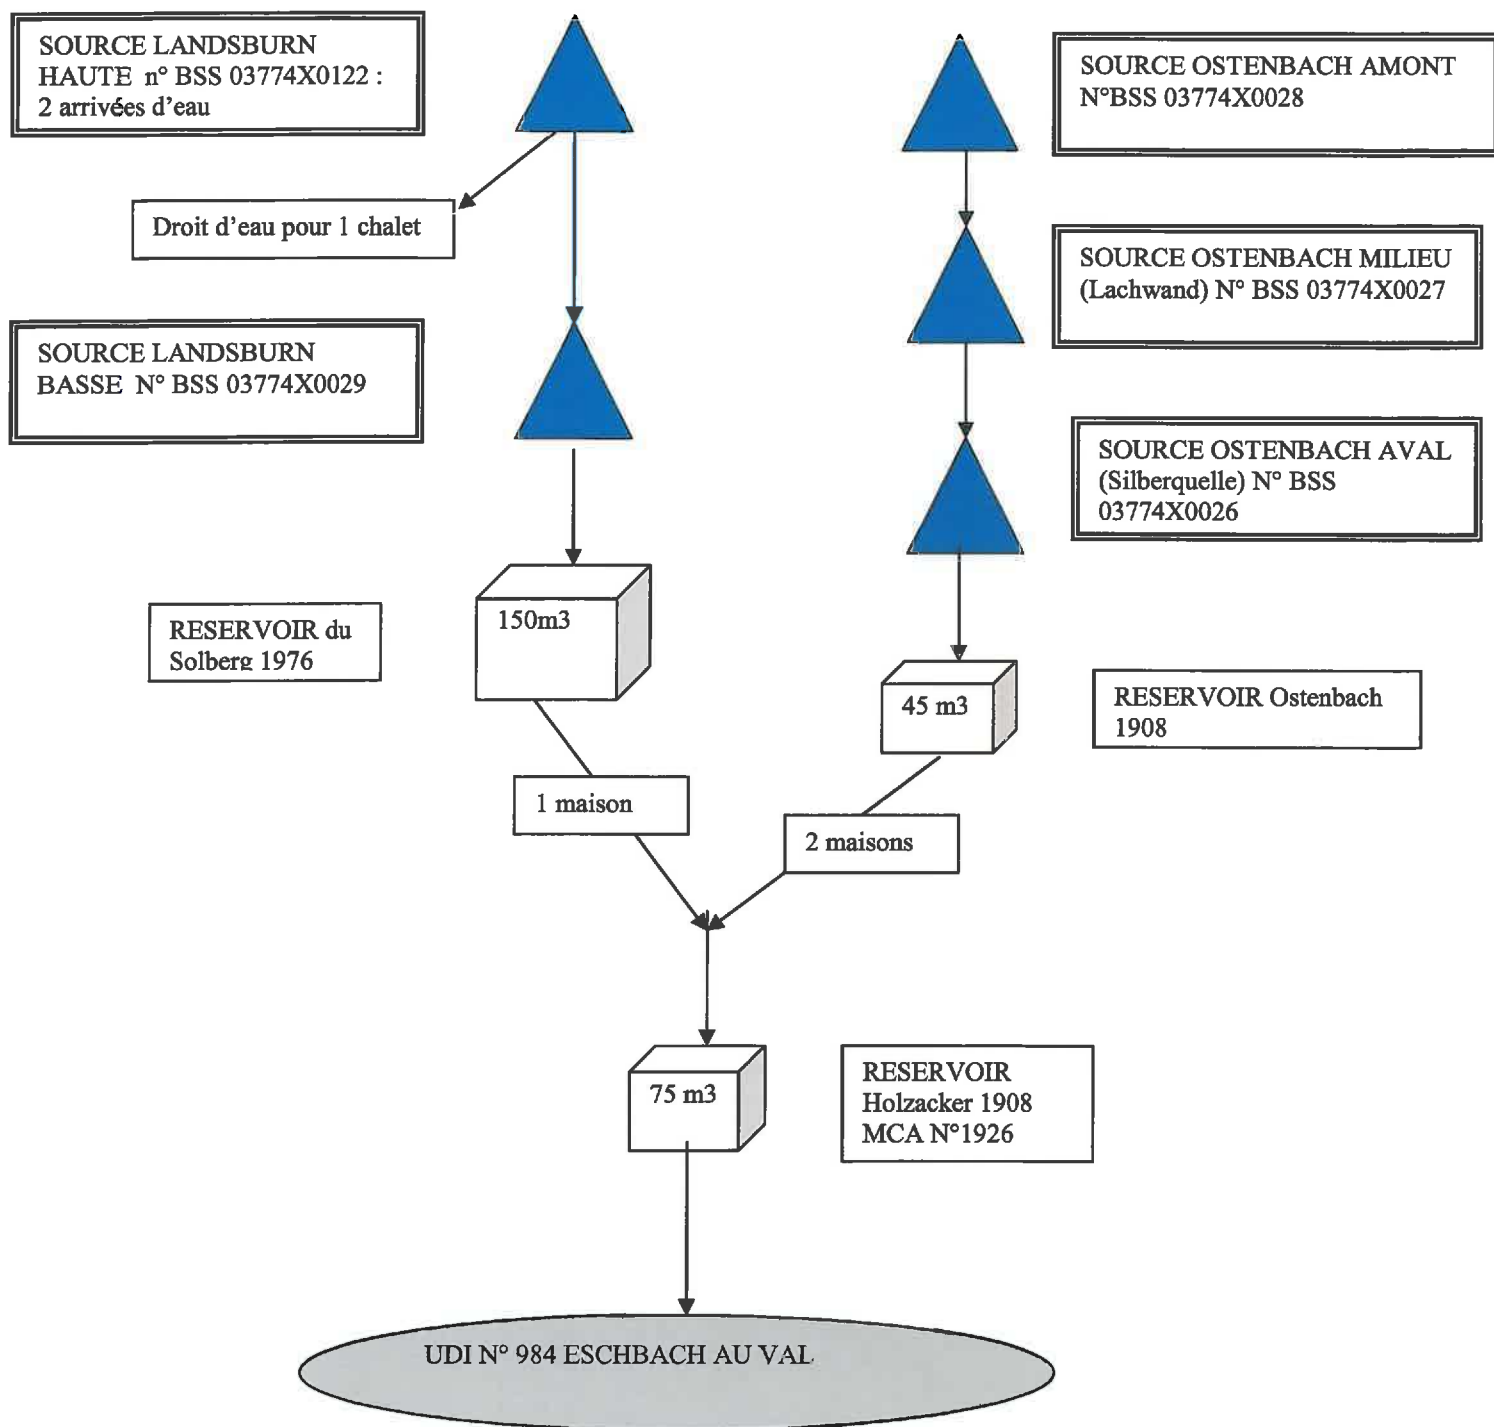 SOURCE LANDSBURN
HAUTE n° BSS 03774X0122 :
2 arrivées d'eau
SOURCE OSTENBACH AMONT
N°BSS 03774X0028
Droit d'eau pour 1 chalet
SOURCE OSTENBACH MILIEU
(Lachwand) N° BSS 03774X0027
SOURCE LANDSBURN
BASSE N° BSS 03774X0029
SOURCE OSTENBACH AVAL
(Silberquelle) N° BSS
03774X0026
150m3
RESERVOIR du
Solberg 1976
45 m3
RESERVOIR Ostenbach
1908
1 maison
2 maisons
75 m3
RESERVOIR
Holzacker 1908
MCA N°1926
UDI N° 984 ESCHBACH AU VAL